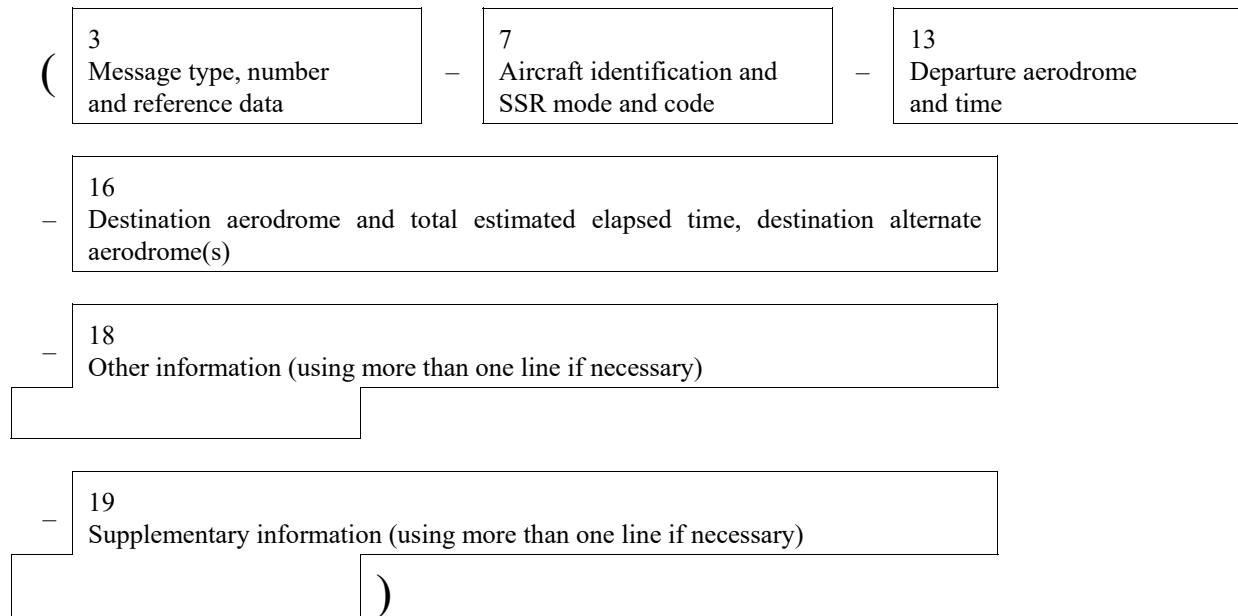 ( 3 – 7 – 13
Message type, number Aircraft identification and Departure aerodrome
and reference data SSR mode and code and time
– 16
Destination aerodrome and total estimated elapsed time, destination alternate
aerodrome(s)
– 18
Other information (using more than one line if necessary)
– 19
Supplementary information (using more than one line if necessary)
)